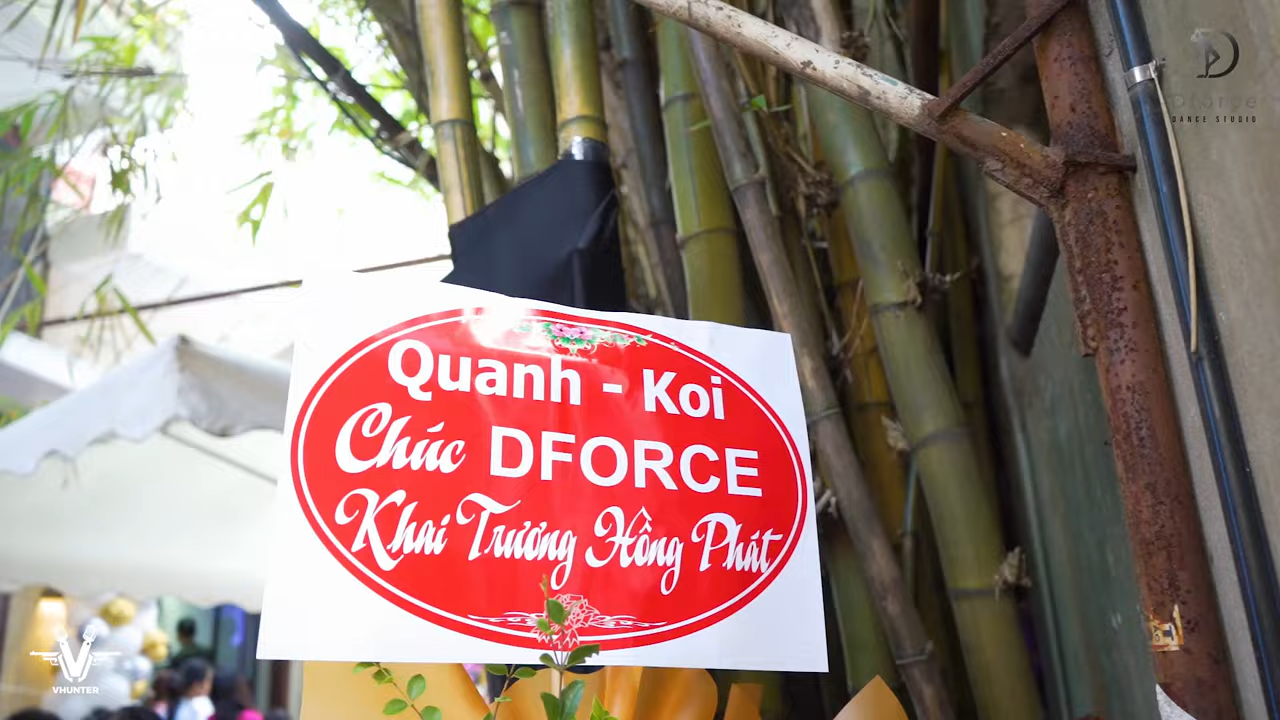 Dforce
DANCE STUDIO
Quanh - Koi
Chúc DFORCE
Khai Trương Hồng Phát
VHUNTER